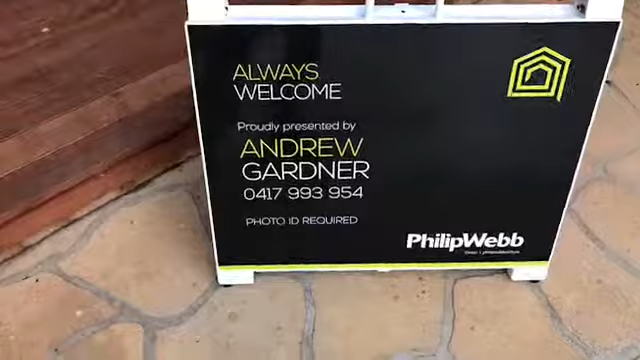 ALWAYS
WELCOME
Proudly presented by
ANDREW
GARDNER
0417 993 954
PHOTO ID REQUIRED
PhilipWebb